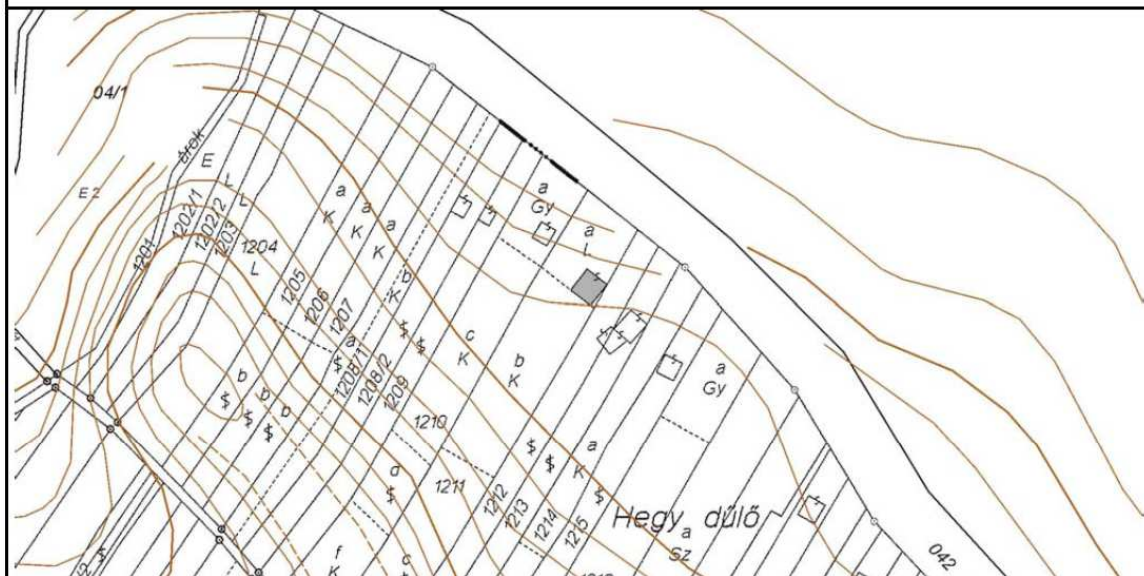 04/1
árok
E
E 2
L
L
1201
1202/1
1202/2
1203
1204
L
a
K
a
K
a
K
a
Gy
a
L
1205
1206
1207
b
K
a
$
1208/1
1208/2
1209
$
$
c
K
b
K
a
Gy
b
$
b
$
b
$
1210
1211
d
$
1212
1213
1214
1215
$
$
a
K
$
Hegy dűlő
a
Sz
042
f
K
c
$